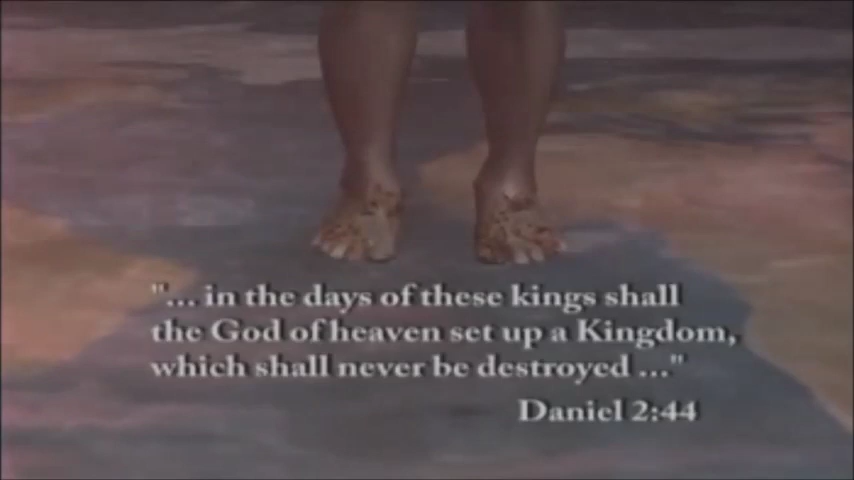 "... in the days of these kings shall
the God of heaven set up a Kingdom,
which shall never be destroyed ..."
Daniel 2:44